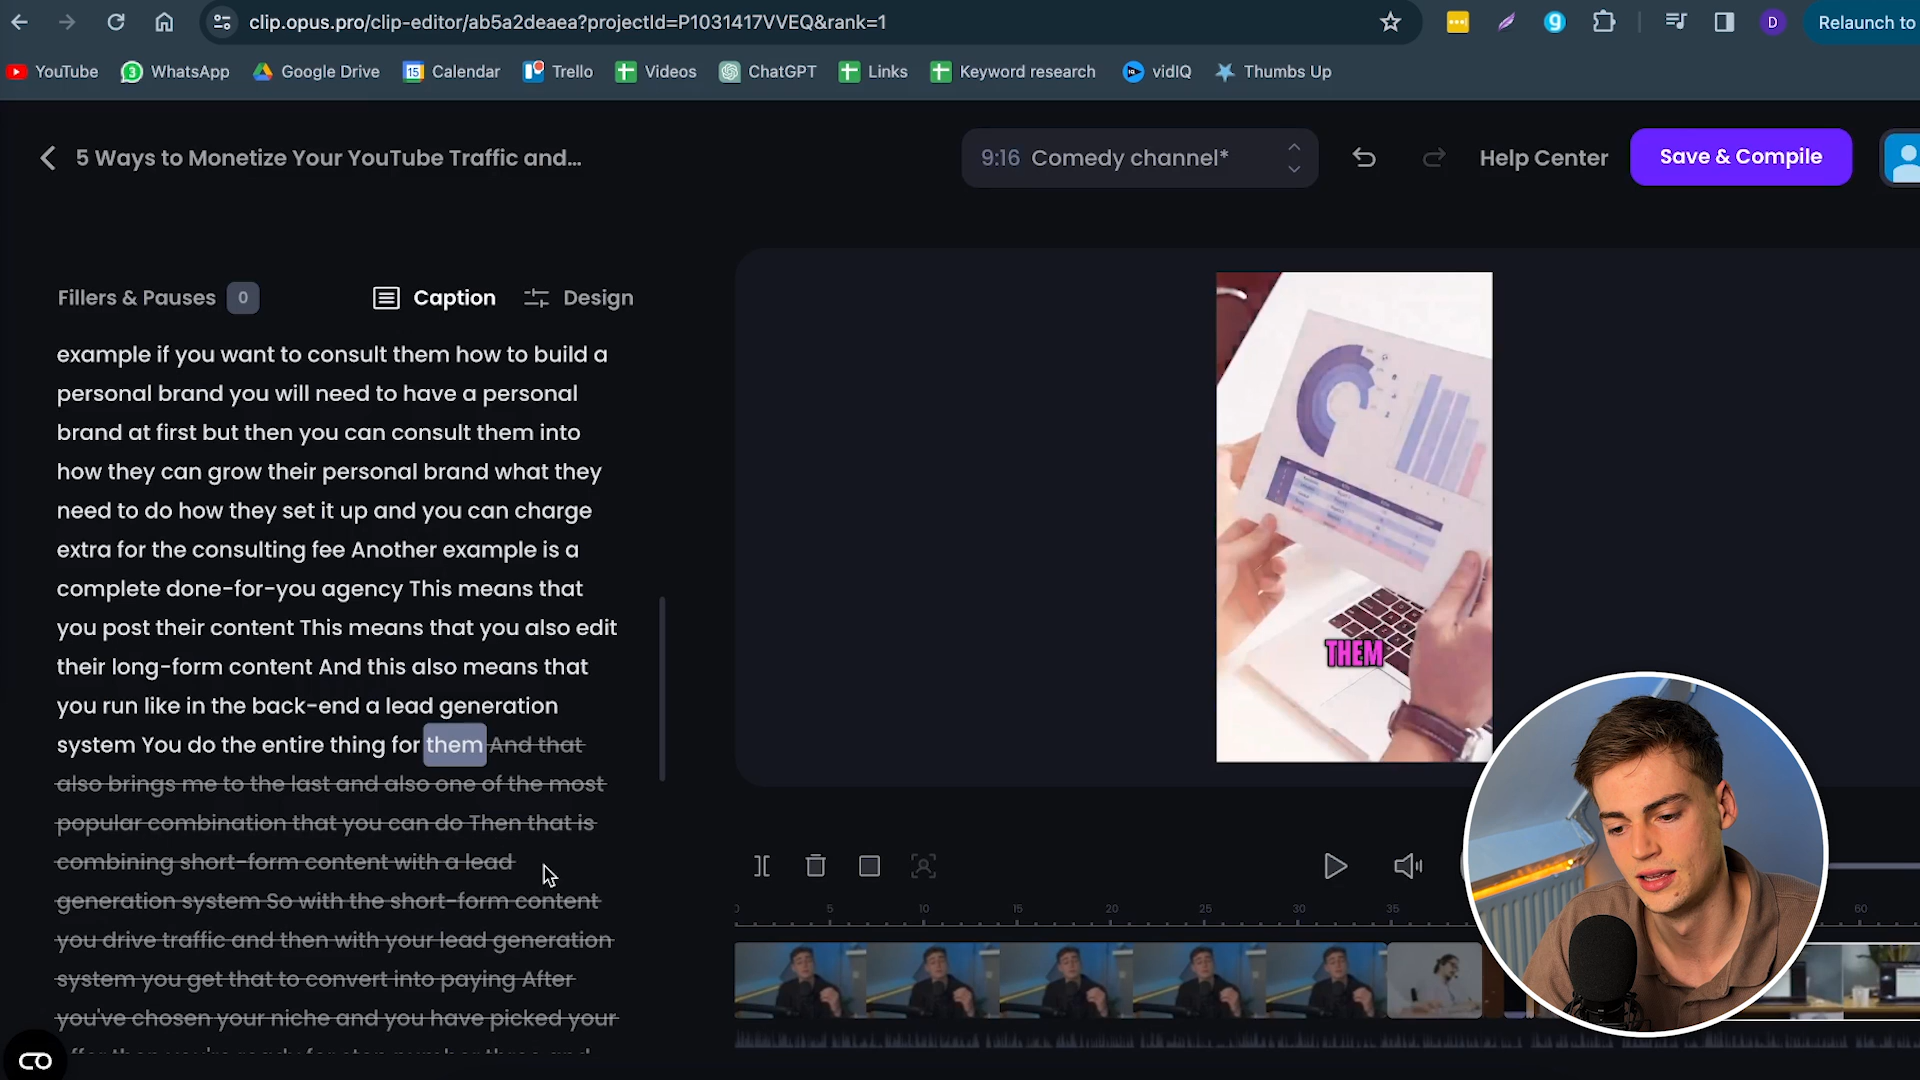 clip.opus.pro/clip-editor/ab5a2deaea?projectId=P1031417VVEQ&rank=1
D
Relaunch to
YouTube
3
WhatsApp
Google Drive
15
Calendar
Trello
Videos
ChatGPT
Links
Keyword research
vidIQ
Thumbs Up
5 Ways to Monetize Your YouTube Traffic and...
9:16 Comedy channel*
Help Center
Save & Compile
Fillers & Pauses 0
Caption
Design
example if you want to consult them how to build a
personal brand you will need to have a personal
brand at first but then you can consult them into
how they can grow their personal brand what they
need to do how they set it up and you can charge
extra for the consulting fee Another example is a
complete done-for-you agency This means that
you post their content This means that you also edit
their long-form content And this also means that
you run like in the back-end a lead generation
system You do the entire thing for them And that
also brings me to the last and also one of the most
popular combination that you can do Then that is
combining short-form content with a lead
generation system So with the short-form content
you drive traffic and then with your lead generation
system you get that to convert into paying After
you've chosen your niche and you have picked your
THEM
0
5
10
15
20
25
30
35
60